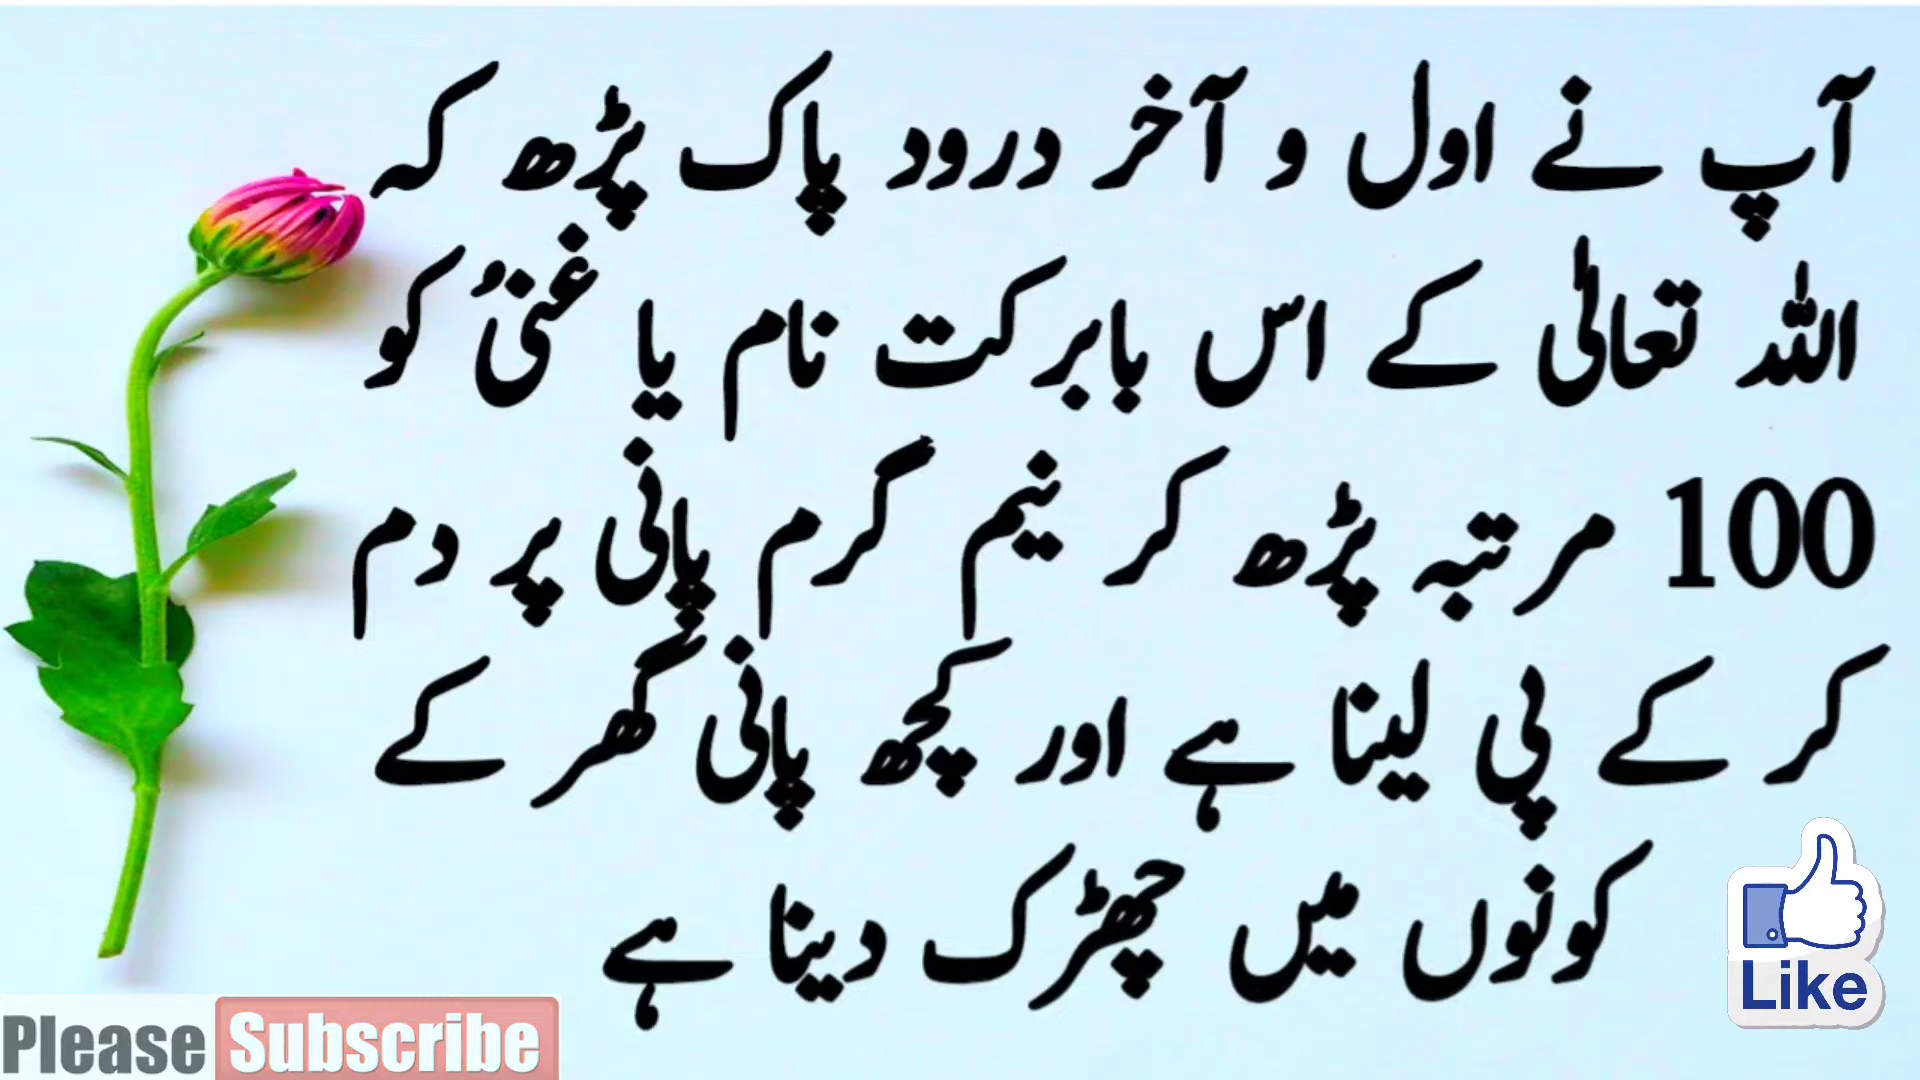 آپ نے اول و آخر درود پاک پڑھ کہ
اللہ تعالٰی کے اس بابرکت نام یا غنیُ کو
100 مرتبہ پڑھ کر نیم گرم پانی پر دم
کر کے پی لینا ہے اور کچھ پانی گھر کے
کونوں میں چھڑک دینا ہے
Like
Please Subscribe